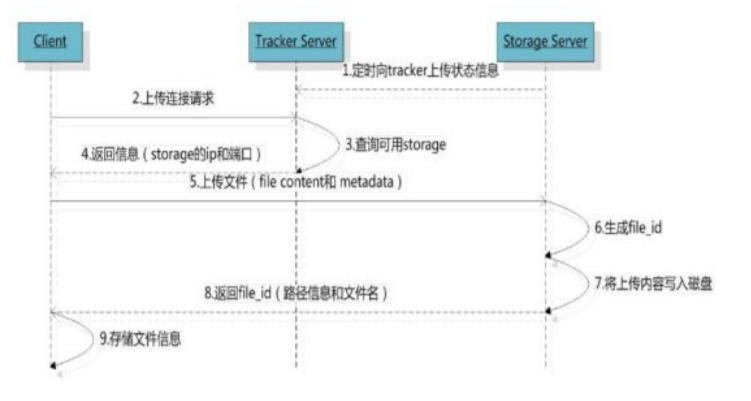 Client
Tracker Server
Storage Server
1.定时向tracker上传状态信息
2.上传连接请求
3.查询可用storage
4.返回信息（storage的ip和端口）
5.上传文件（file content和 metadata）
6.生成file_id
7.将上传内容写入磁盘
8.返回file_id（路径信息和文件名）
9.存储文件信息